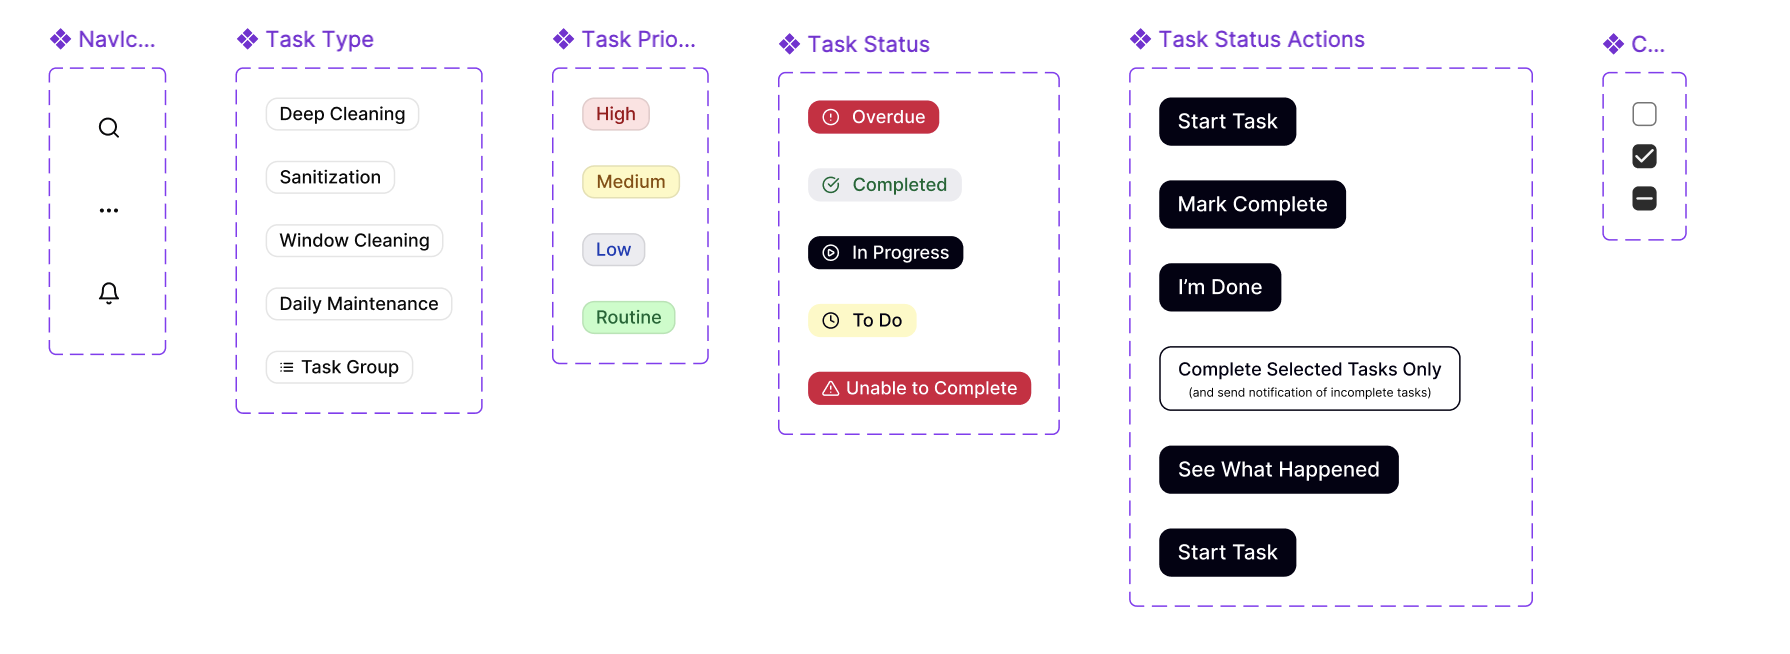 NavIc...
Task Type
Task Prio...
Task Status
Task Status Actions
C...
Deep Cleaning
Sanitization
Window Cleaning
Daily Maintenance
Task Group
High
Medium
Low
Routine
Overdue
Completed
In Progress
To Do
Unable to Complete
Start Task
Mark Complete
I’m Done
Complete Selected Tasks Only
(and send notification of incomplete tasks)
See What Happened
Start Task